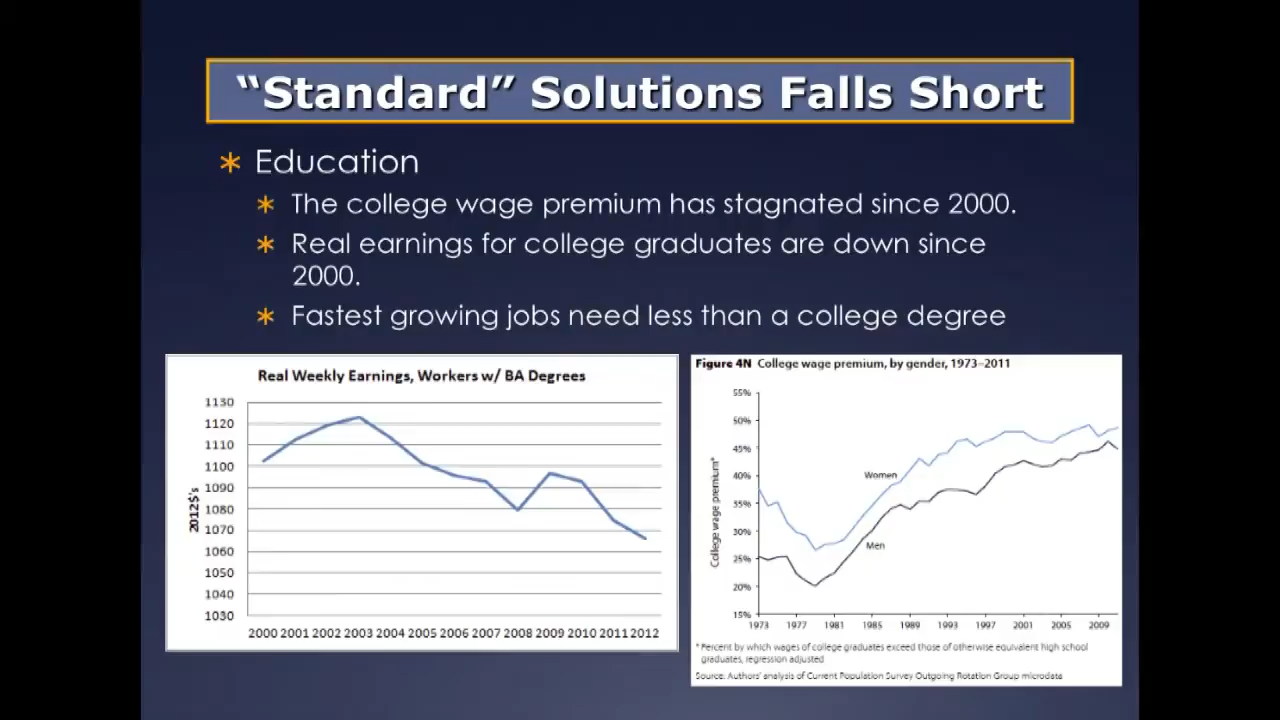 “Standard” Solutions Falls Short
Education
The college wage premium has stagnated since 2000.
Real earnings for college graduates are down since
2000.
Fastest growing jobs need less than a college degree
Real Weekly Earnings, Workers w/ BA Degrees
2012$'s
1130
1120
1110
1100
1090
1080
1070
1060
1050
1040
1030
2000 2001 2002 2003 2004 2005 2006 2007 2008 2009 2010 2011 2012
Figure 4N College wage premium, by gender, 1973–2011
College wage premium*
55%
50%
45%
40%
35%
30%
25%
20%
15%
Women
Men
1973 1977 1981 1985 1989 1993 1997 2001 2005 2009
* Percent by which wages of college graduates exceed those of otherwise equivalent high school
graduates, regression adjusted
Source: Authors' analysis of Current Population Survey Outgoing Rotation Group microdata